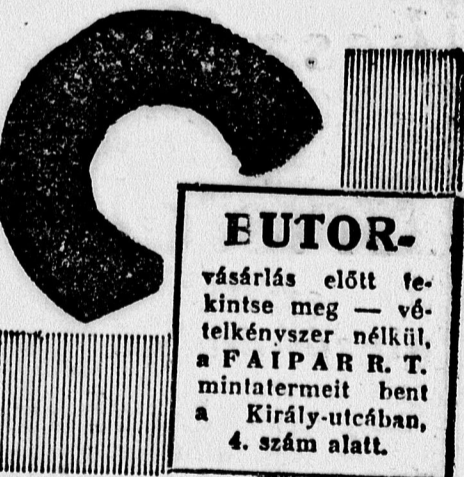 BUTOR-
vásárlás előtt te-
kintse meg — vé-
telkényszer nélkül,
a FAIPAR R. T.
mintatermeit bent
a Király-utcában,
4. szám alatt.